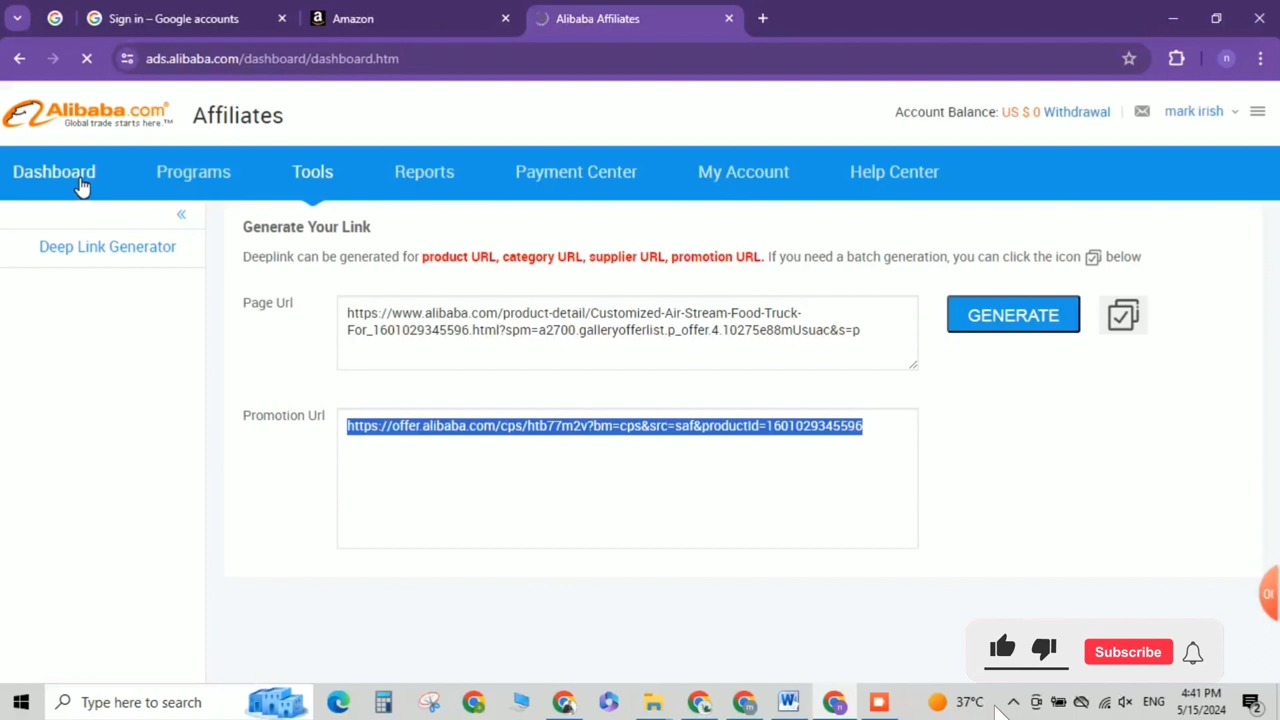 Sign in – Google accounts
Amazon
Alibaba Affiliates
ads.alibaba.com/dashboard/dashboard.htm
n
Alibaba.com
Global trade starts here.™
Affiliates
Account Balance: US $ 0 Withdrawal
mark irish
Dashboard
Programs
Tools
Reports
Payment Center
My Account
Help Center
«
Deep Link Generator
Generate Your Link
Deeplink can be generated for product URL, category URL, supplier URL, promotion URL. If you need a batch generation, you can click the icon below
Page Url
https://www.alibaba.com/product-detail/Customized-Air-Stream-Food-Truck-
For_1601029345596.html?spm=a2700.galleryofferlist.p_offer.4.10275e88mUsuac&s=p
GENERATE
Promotion Url
https://offer.alibaba.com/cps/htb77m2v?bm=cps&src=saf&productId=1601029345596
Subscribe
Type here to search
37°C
ENG
4:41 PM
5/15/2024
2